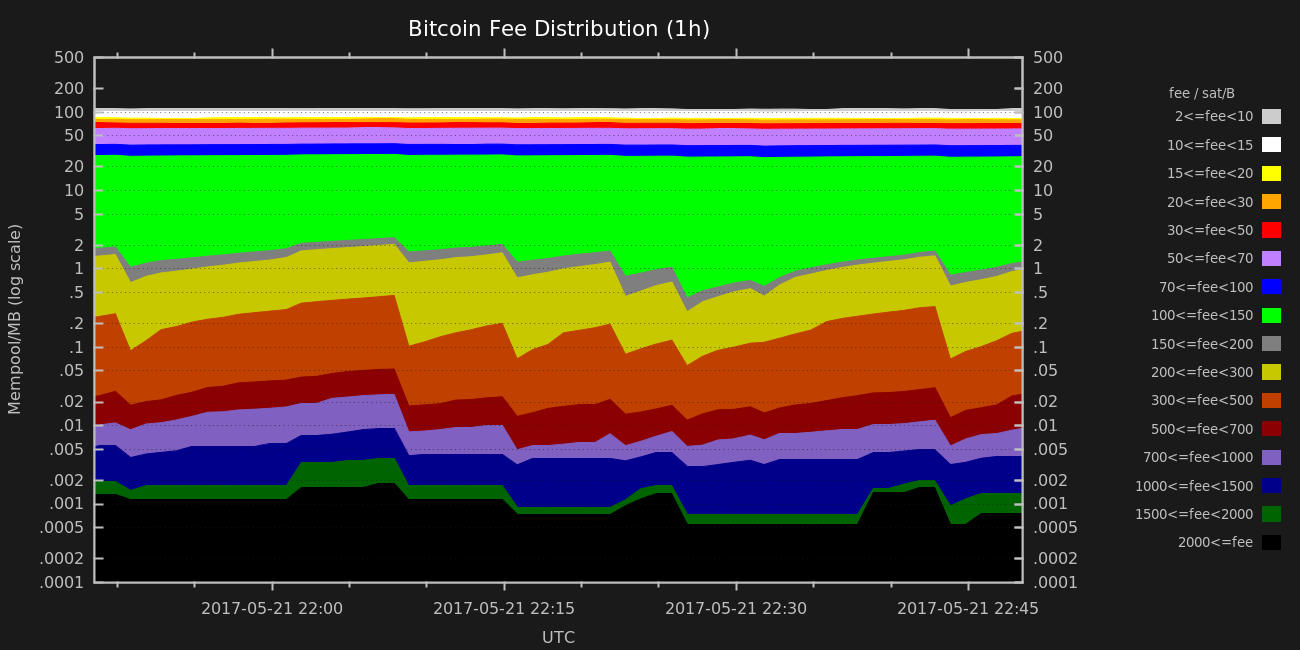 Bitcoin Fee Distribution (1h)
500
200
100
50
20
10
5
2
1
.5
.2
.1
.05
.02
.01
.005
.002
.001
.0005
.0002
.0001
Mempool/MB (log scale)
500
200
100
50
20
10
5
2
1
.5
.2
.1
.05
.02
.01
.005
.002
.001
.0005
.0002
.0001
2017-05-21 22:00 2017-05-21 22:15 2017-05-21 22:30 2017-05-21 22:45
UTC
fee / sat/B
2<=fee<10
10<=fee<15
15<=fee<20
20<=fee<30
30<=fee<50
50<=fee<70
70<=fee<100
100<=fee<150
150<=fee<200
200<=fee<300
300<=fee<500
500<=fee<700
700<=fee<1000
1000<=fee<1500
1500<=fee<2000
2000<=fee